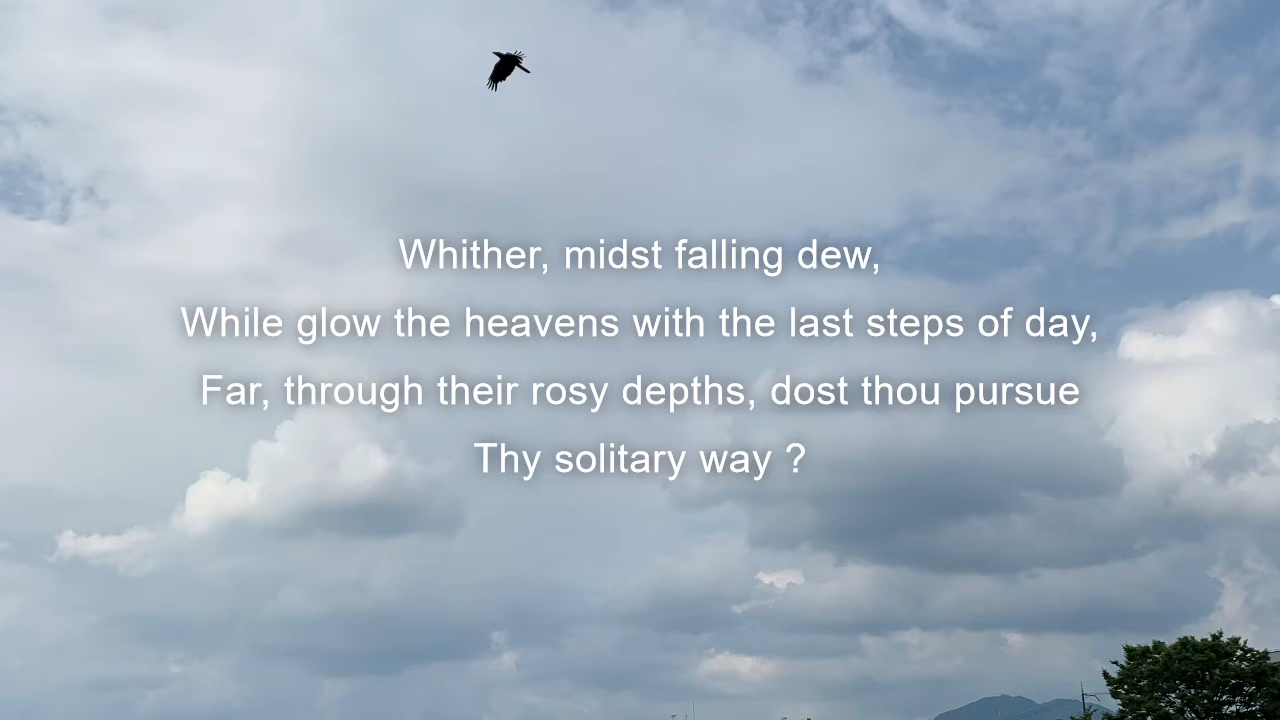 Whither, midst falling dew,
While glow the heavens with the last steps of day,
Far, through their rosy depths, dost thou pursue
Thy solitary way ?